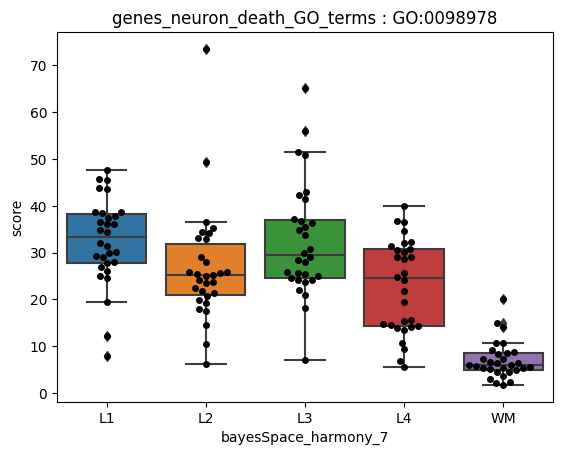 genes_neuron_death_GO_terms : GO:0098978
70
60
50
40
30
20
10
0
score
L1 L2 L3 L4 WM
bayesSpace_harmony_7